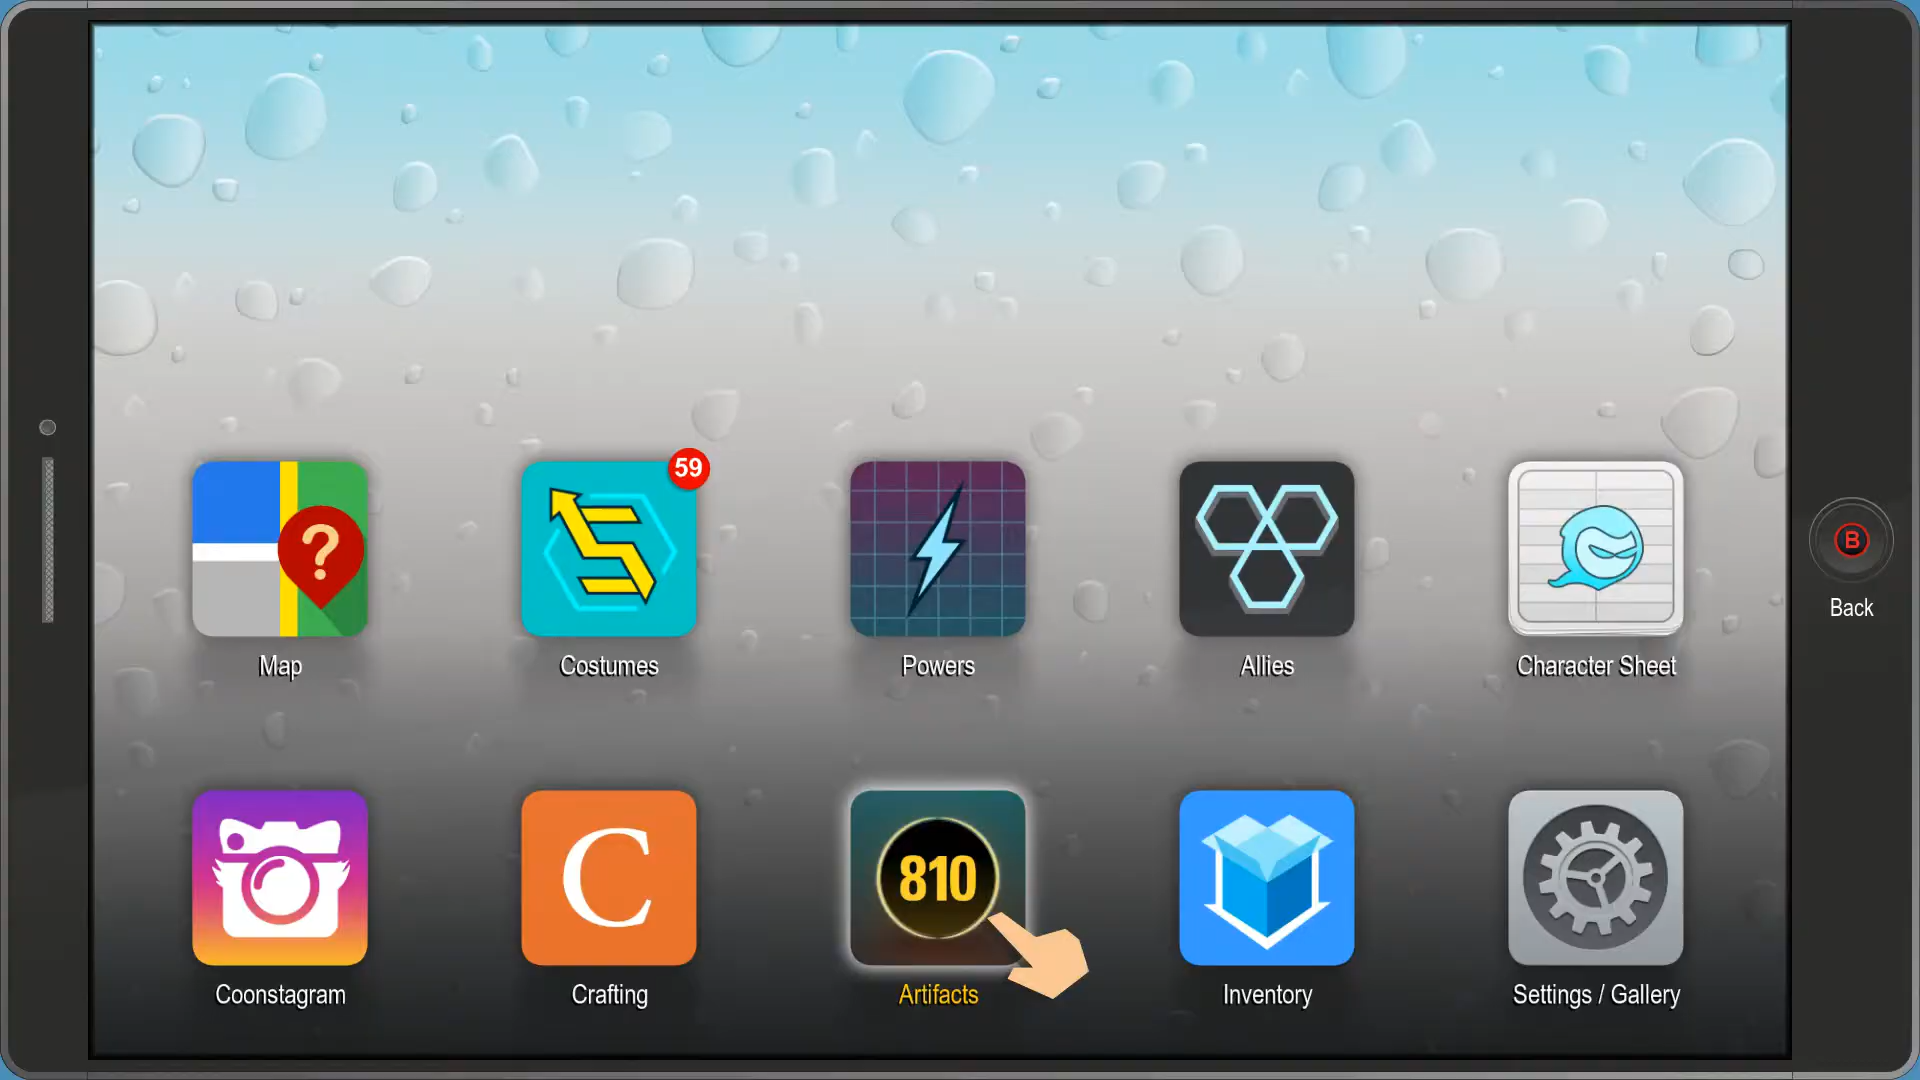 59
?
Map
Costumes
Powers
Allies
Character Sheet
B
Back
C
810
Coonstagram
Crafting
Artifacts
Inventory
Settings / Gallery